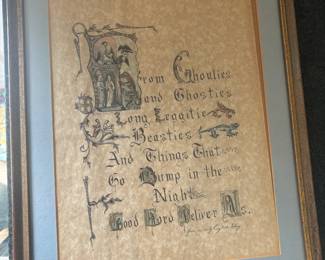 From Ghoulies
and Ghosties
Long Leggitie
Beasties
And Things That
Go Bump in the
Night
Good Lord Deliver Us.